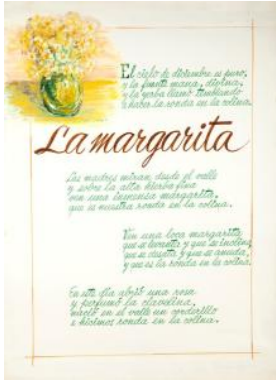 El cielo de diciembre es puro,
y la fuente mana, divina,
y la yerba llamó temblando
a hacer la ronda en la colina.
La margarita
Las madres miran desde el valle
y sobre la alta hierba fina
ven una inmensa margarita,
que es nuestra ronda en la colina.
Ven una loca margarita
que se levanta y que se inclina,
que se desata y que se anuda,
y que es la ronda en la colina.
En este día abrió una rosa
y perfumó la clavelina,
nació en el valle un corderillo
e hicimos ronda en la colina.